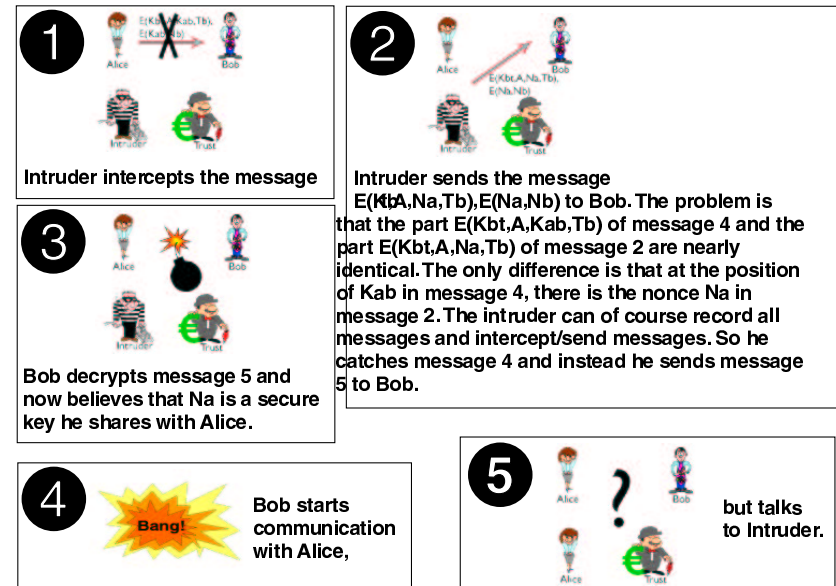 1
E(Kbt,A,Kab,Tb),
E(Kab,Nb)
Alice
Bob
Intruder
Trust
Intruder intercepts the message
2
Alice
Bob
E(Kbt,A,Na,Tb),
E(Na,Nb)
Intruder
Trust
Intruder sends the message
E(Kbt,A,Na,Tb),E(Na,Nb) to Bob. The problem is
that the part E(Kbt,A,Kab,Tb) of message 4 and the
part E(Kbt,A,Na,Tb) of message 2 are nearly
identical. The only difference is that at the position
of Kab in message 4, there is the nonce Na in
message 2. The intruder can of course record all
messages and intercept/send messages. So he
catches message 4 and instead he sends message
5 to Bob.
3
Alice
Bob
Intruder
Trust
Bob decrypts message 5 and
now believes that Na is a secure
key he shares with Alice.
4
Bang!
Bob starts
communication
with Alice,
5
Alice
Bob
Alice
Trust
but talks
to Intruder.